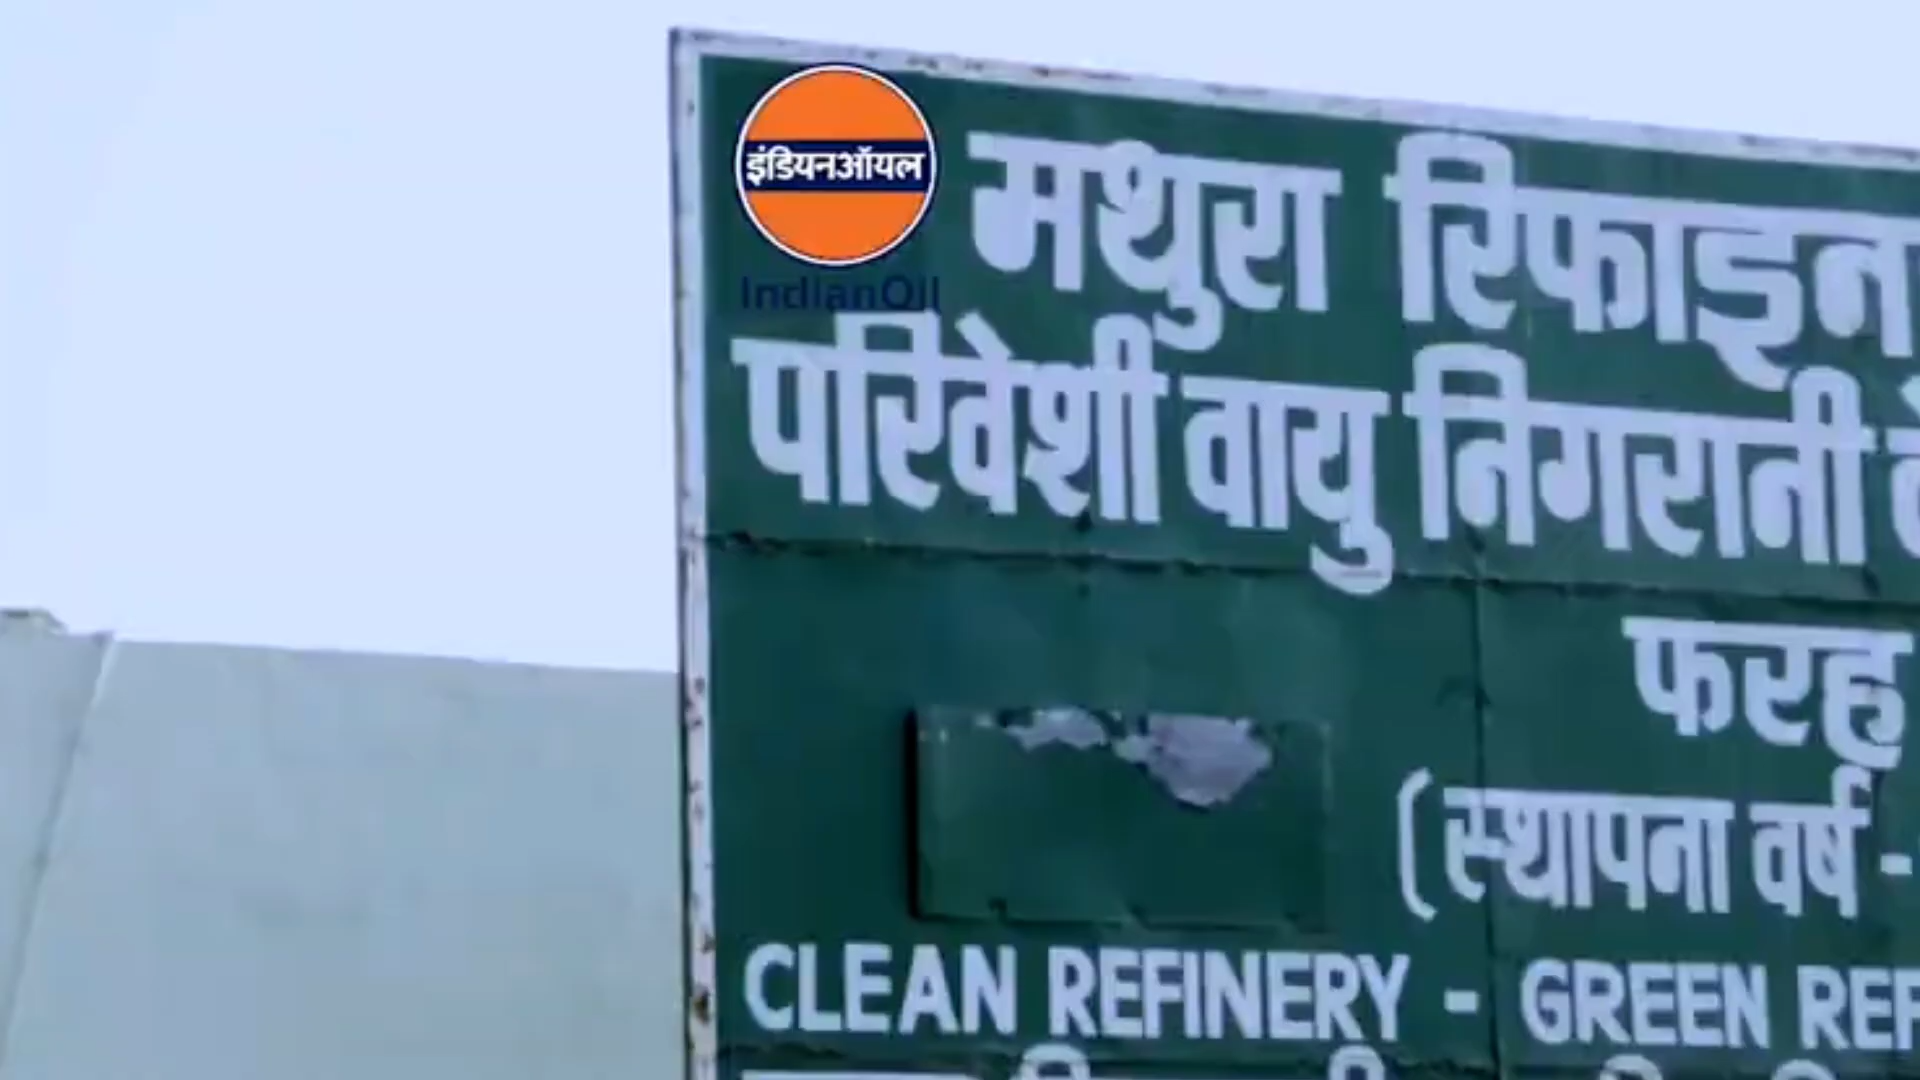 इंडियनऑयल
IndianOil
मथुरा रिफाइन
परिवेशी वायु निगरानी
फरह
(स्थापना वर्ष -
CLEAN REFINERY - GREEN REF